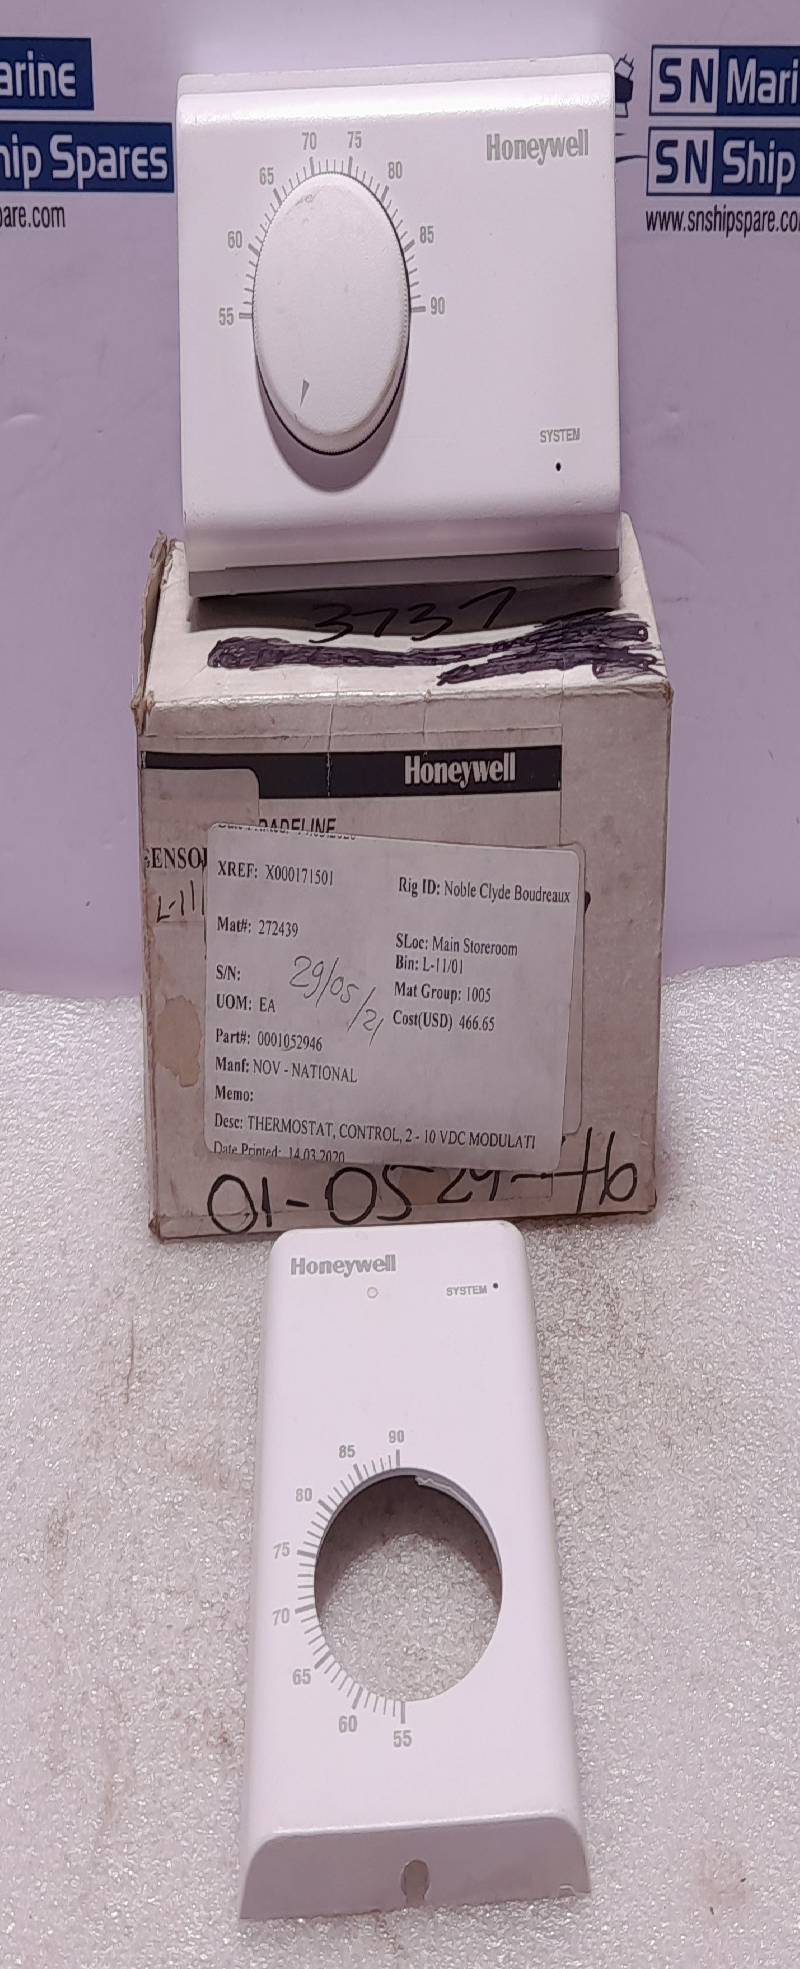 arine
SN Mari
hip Spares
SN Ship
are.com
www.snshipspare.co
Honeywell
70 75
65 80
60 85
55 90
SYSTEM
3737
Honeywell
TRADELINE
SENSO
L-11
XREF: X000171501
Rig ID: Noble Clyde Boudreaux
Mat#: 272439
SLoc: Main Storeroom
Bin: L-11/01
S/N:
29/05/21
Mat Group: 1005
UOM: EA
Cost(USD) 466.65
Part#: 0001052946
Manf: NOV - NATIONAL
Memo:
Desc: THERMOSTAT, CONTROL, 2 - 10 VDC MODULATI
Date Printed: 14.03.2020
01-0529-46
Honeywell
SYSTEM
90
85
80
75
70
65
60
55